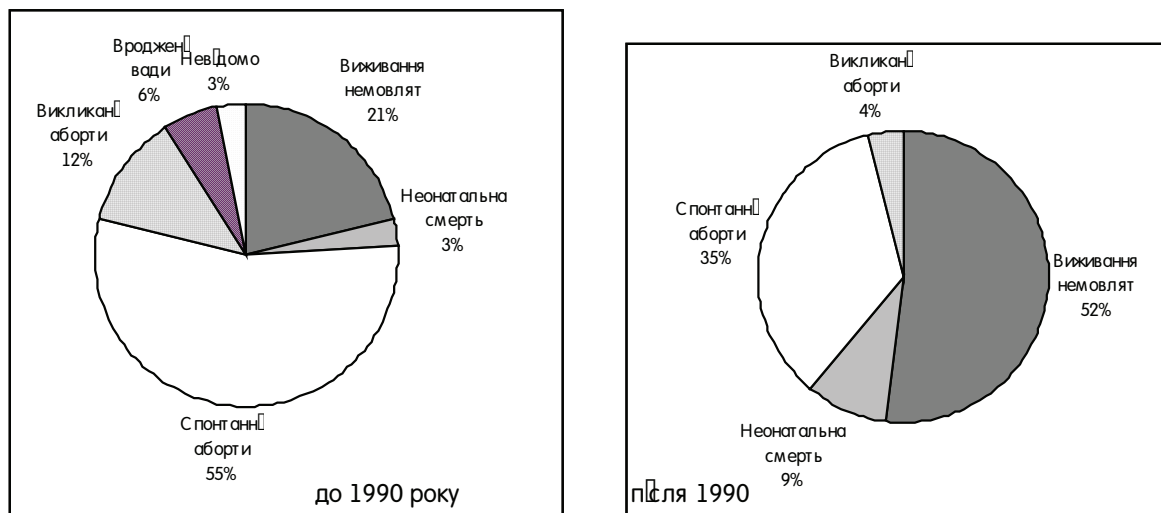 Вроджен▯
вади
6%
Нев▯домо
3%
Виживання
немовлят
21%
Викликан▯
аборти
12%
Неонатальна
смерть
3%
Спонтанн▯
аборти
55%
до 1990 року
Викликан▯
аборти
4%
Спонтанн▯
аборти
35%
Виживання
немовлят
52%
Неонатальна
смерть
9%
п▯сля 1990